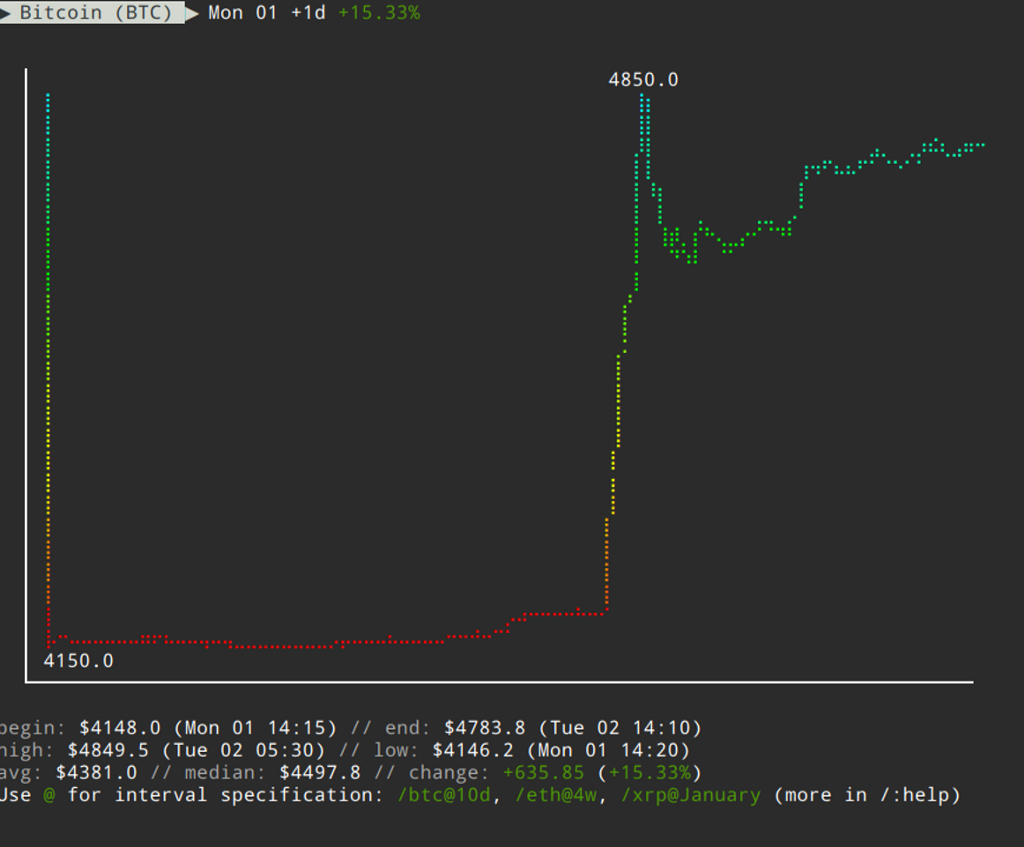 Bitcoin (BTC) Mon 01 +1d +15.33%
4850.0
4150.0
begin: $4148.0 (Mon 01 14:15) // end: $4783.8 (Tue 02 14:10)
high: $4849.5 (Tue 02 05:30) // low: $4146.2 (Mon 01 14:20)
avg: $4381.0 // median: $4497.8 // change: +635.85 (+15.33%)
Use @ for interval specification: /btc@10d, /eth@4w, /xrp@January (more in /:help)